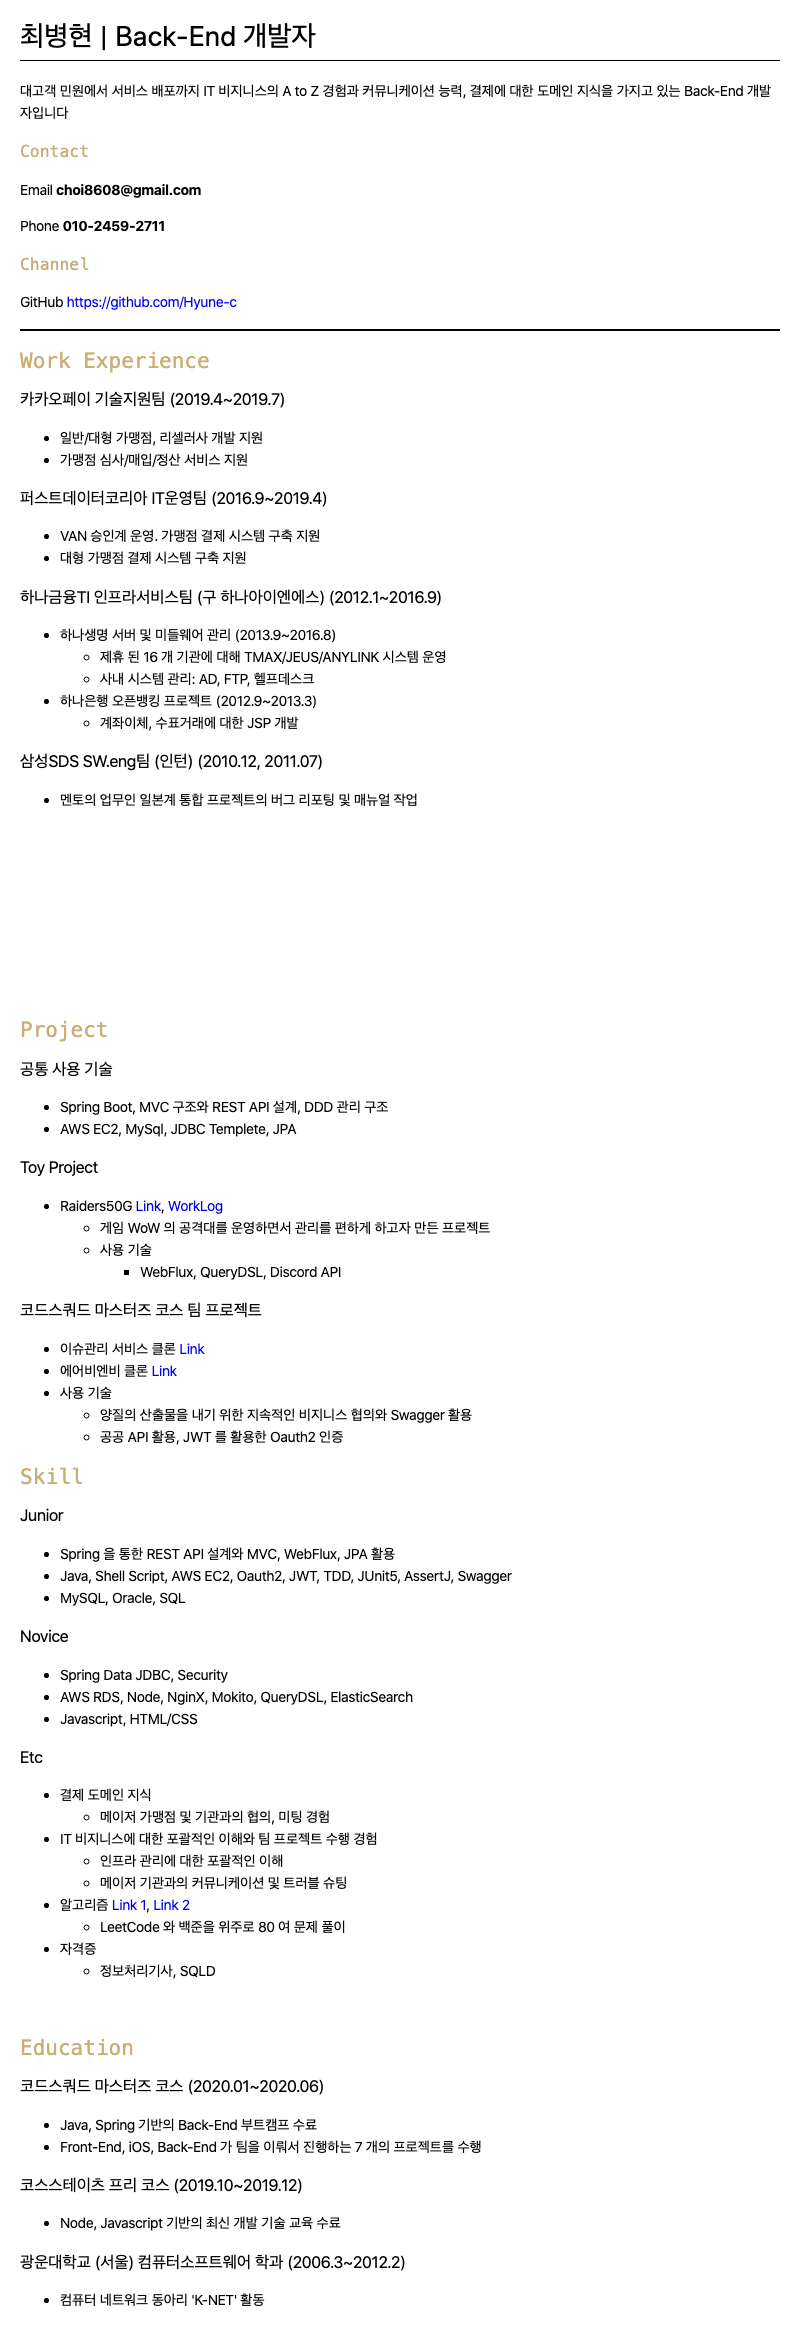 최병현 | Back-End 개발자
대고객 민원에서 서비스 배포까지 IT 비지니스의 A to Z 경험과 커뮤니케이션 능력, 결제에 대한 도메인 지식을 가지고 있는 Back-End 개발
자입니다
Contact
Email choi8608@gmail.com
Phone 010-2459-2711
Channel
GitHub https://github.com/Hyune-c
Work Experience
카카오페이 기술지원팀 (2019.4~2019.7)
• 일반/대형 가맹점, 리셀러사 개발 지원
• 가맹점 심사/매입/정산 서비스 지원
퍼스트데이터코리아 IT운영팀 (2016.9~2019.4)
• VAN 승인계 운영. 가맹점 결제 시스템 구축 지원
• 대형 가맹점 결제 시스템 구축 지원
하나금융TI 인프라서비스팀 (구 하나아이엔에스) (2012.1~2016.9)
• 하나생명 서버 및 미들웨어 관리 (2013.9~2016.8)
◦ 제휴 된 16 개 기관에 대해 TMAX/JEUS/ANYLINK 시스템 운영
◦ 사내 시스템 관리: AD, FTP, 헬프데스크
• 하나은행 오픈뱅킹 프로젝트 (2012.9~2013.3)
◦ 계좌이체, 수표거래에 대한 JSP 개발
삼성SDS SW.eng팀 (인턴) (2010.12, 2011.07)
• 멘토의 업무인 일본계 통합 프로젝트의 버그 리포팅 및 매뉴얼 작업
Project
공통 사용 기술
• Spring Boot, MVC 구조와 REST API 설계, DDD 관리 구조
• AWS EC2, MySql, JDBC Templete, JPA
Toy Project
• Raiders50G Link, WorkLog
◦ 게임 WoW 의 공격대를 운영하면서 관리를 편하게 하고자 만든 프로젝트
◦ 사용 기술
▪ WebFlux, QueryDSL, Discord API
코드스쿼드 마스터즈 코스 팀 프로젝트
• 이슈관리 서비스 클론 Link
• 에어비엔비 클론 Link
• 사용 기술
◦ 양질의 산출물을 내기 위한 지속적인 비지니스 협의와 Swagger 활용
◦ 공공 API 활용, JWT 를 활용한 Oauth2 인증
Skill
Junior
• Spring 을 통한 REST API 설계와 MVC, WebFlux, JPA 활용
• Java, Shell Script, AWS EC2, Oauth2, JWT, TDD, JUnit5, AssertJ, Swagger
• MySQL, Oracle, SQL
Novice
• Spring Data JDBC, Security
• AWS RDS, Node, NginX, Mokito, QueryDSL, ElasticSearch
• Javascript, HTML/CSS
Etc
• 결제 도메인 지식
◦ 메이저 가맹점 및 기관과의 협의, 미팅 경험
• IT 비지니스에 대한 포괄적인 이해와 팀 프로젝트 수행 경험
◦ 인프라 관리에 대한 포괄적인 이해
◦ 메이저 기관과의 커뮤니케이션 및 트러블 슈팅
• 알고리즘 Link 1, Link 2
◦ LeetCode 와 백준을 위주로 80 여 문제 풀이
• 자격증
◦ 정보처리기사, SQLD
Education
코드스쿼드 마스터즈 코스 (2020.01~2020.06)
• Java, Spring 기반의 Back-End 부트캠프 수료
• Front-End, iOS, Back-End 가 팀을 이뤄서 진행하는 7 개의 프로젝트를 수행
코스스테이츠 프리 코스 (2019.10~2019.12)
• Node, Javascript 기반의 최신 개발 기술 교육 수료
광운대학교 (서울) 컴퓨터소프트웨어 학과 (2006.3~2012.2)
• 컴퓨터 네트워크 동아리 'K-NET' 활동